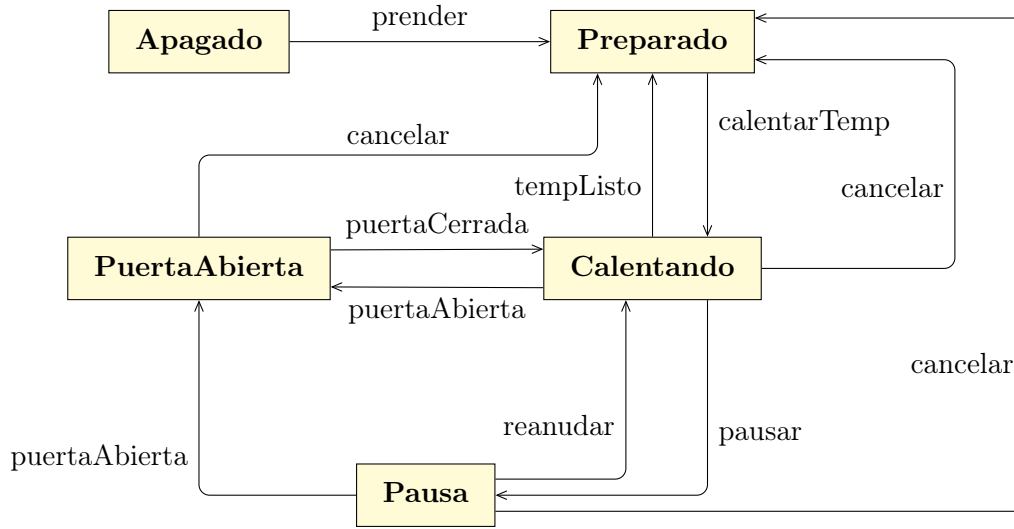 prender
Apagado
Preparado
calentarTemp
cancelar
tempListo
cancelar
puertaCerrada
PuertaAbierta
Calentando
puertaAbierta
cancelar
reanudar
pausar
puertaAbierta
Pausa